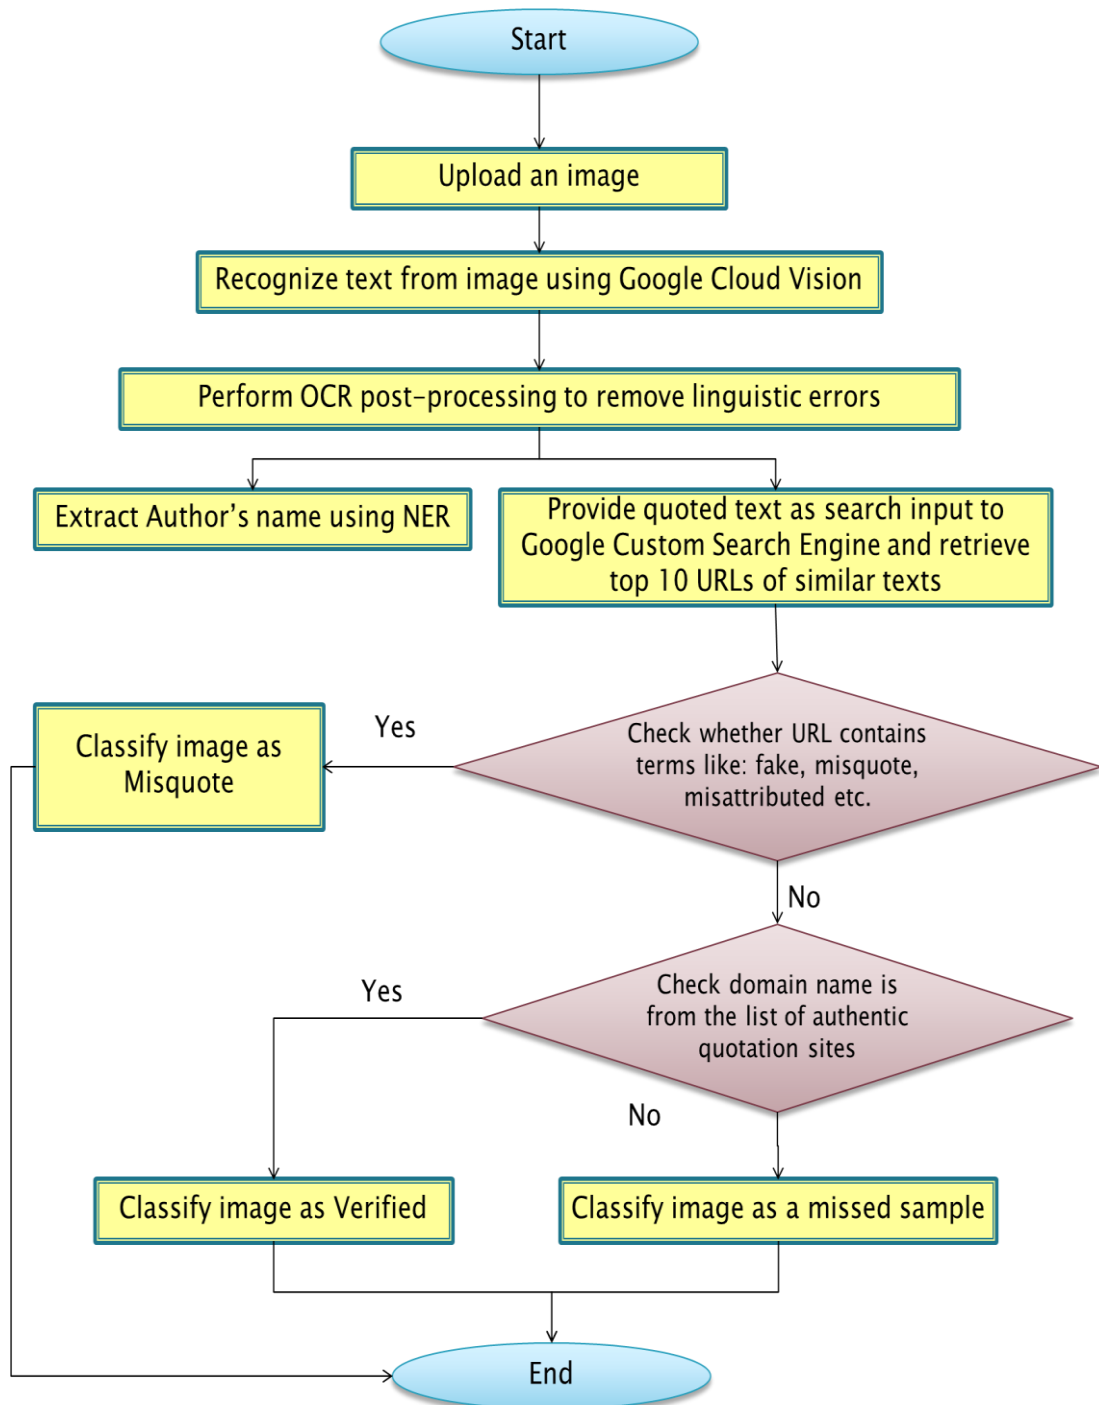 Start
Upload an image
Recognize text from image using Google Cloud Vision
Perform OCR post-processing to remove linguistic errors
Extract Author's name using NER
Provide quoted text as search input to
Google Custom Search Engine and retrieve
top 10 URLs of similar texts
Yes
Classify image as
Misquote
Check whether URL contains
terms like: fake, misquote,
misattributed etc.
No
Yes
Check domain name is
from the list of authentic
quotation sites
No
Classify image as Verified
Classify image as a missed sample
End